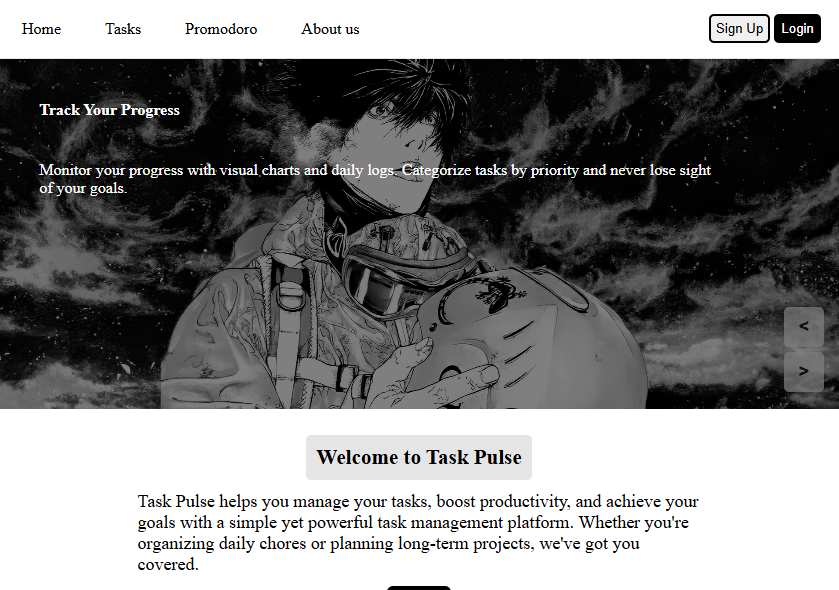 Home Tasks Promodoro About us Sign Up Login
Track Your Progress
Monitor your progress with visual charts and daily logs. Categorize tasks by priority and never lose sight
of your goals.
<
>
Welcome to Task Pulse
Task Pulse helps you manage your tasks, boost productivity, and achieve your
goals with a simple yet powerful task management platform. Whether you're
organizing daily chores or planning long-term projects, we've got you
covered.